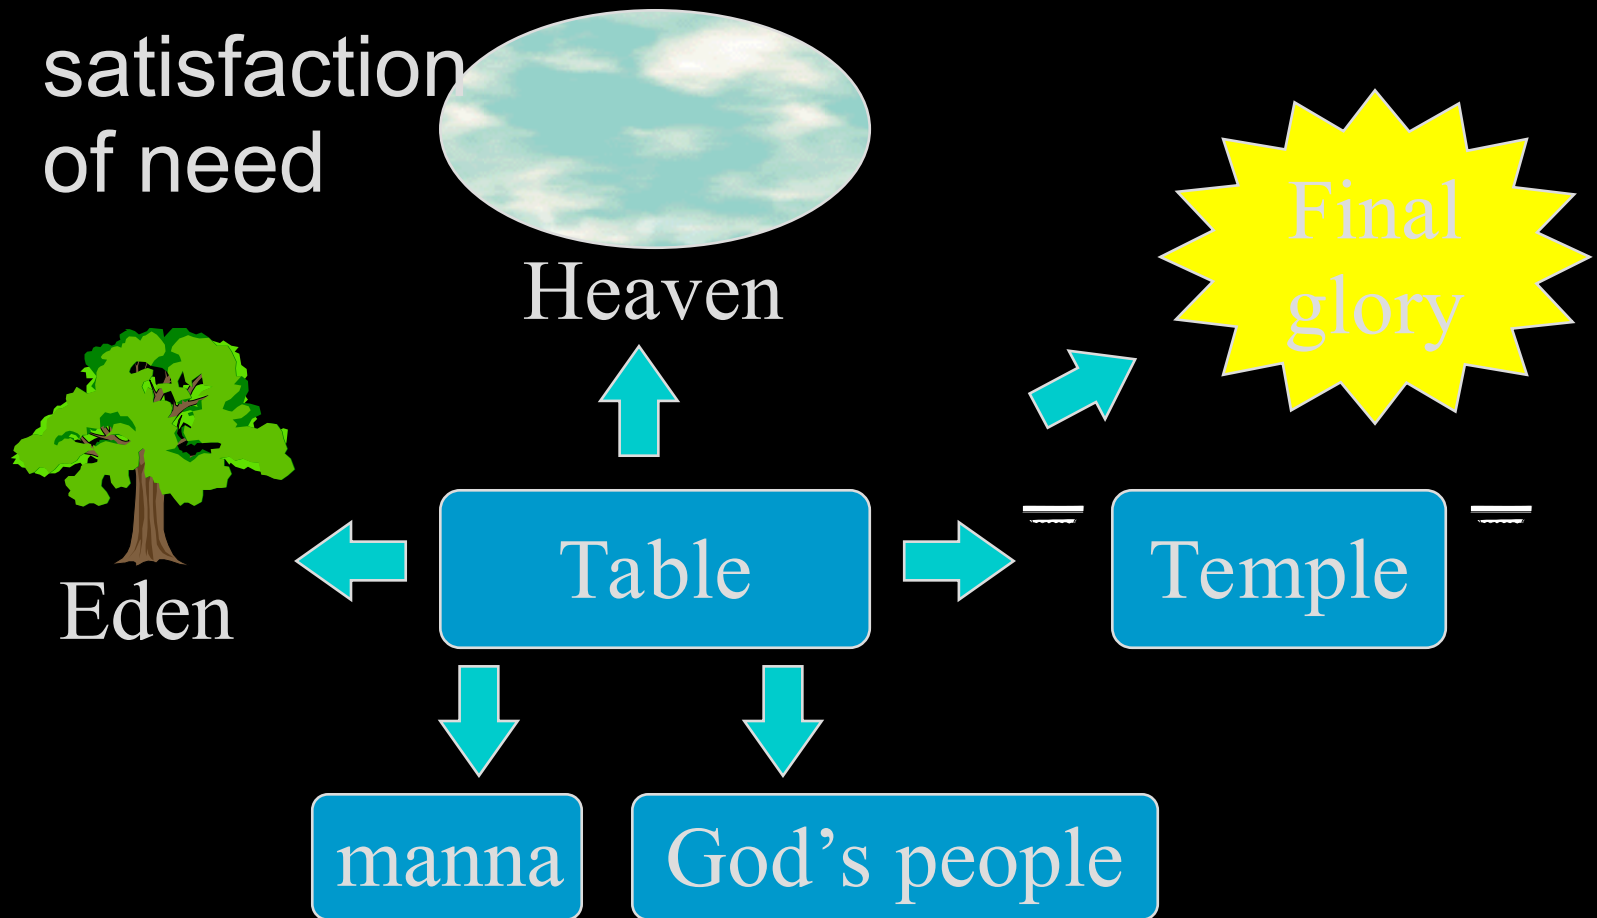 satisfaction
of need
Heaven
Final
glory
Eden
Table
Temple
manna
God’s people